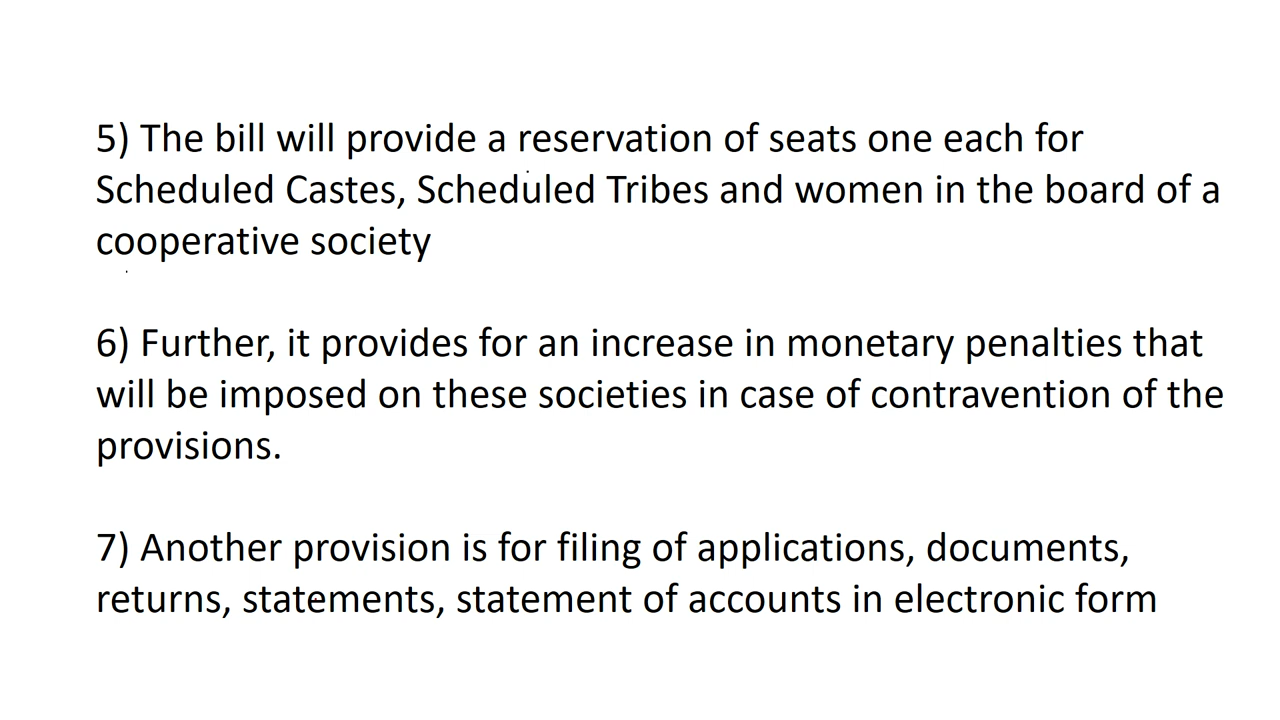 5) The bill will provide a reservation of seats one each for
Scheduled Castes, Scheduled Tribes and women in the board of a
cooperative society
6) Further, it provides for an increase in monetary penalties that
will be imposed on these societies in case of contravention of the
provisions.
7) Another provision is for filing of applications, documents,
returns, statements, statement of accounts in electronic form